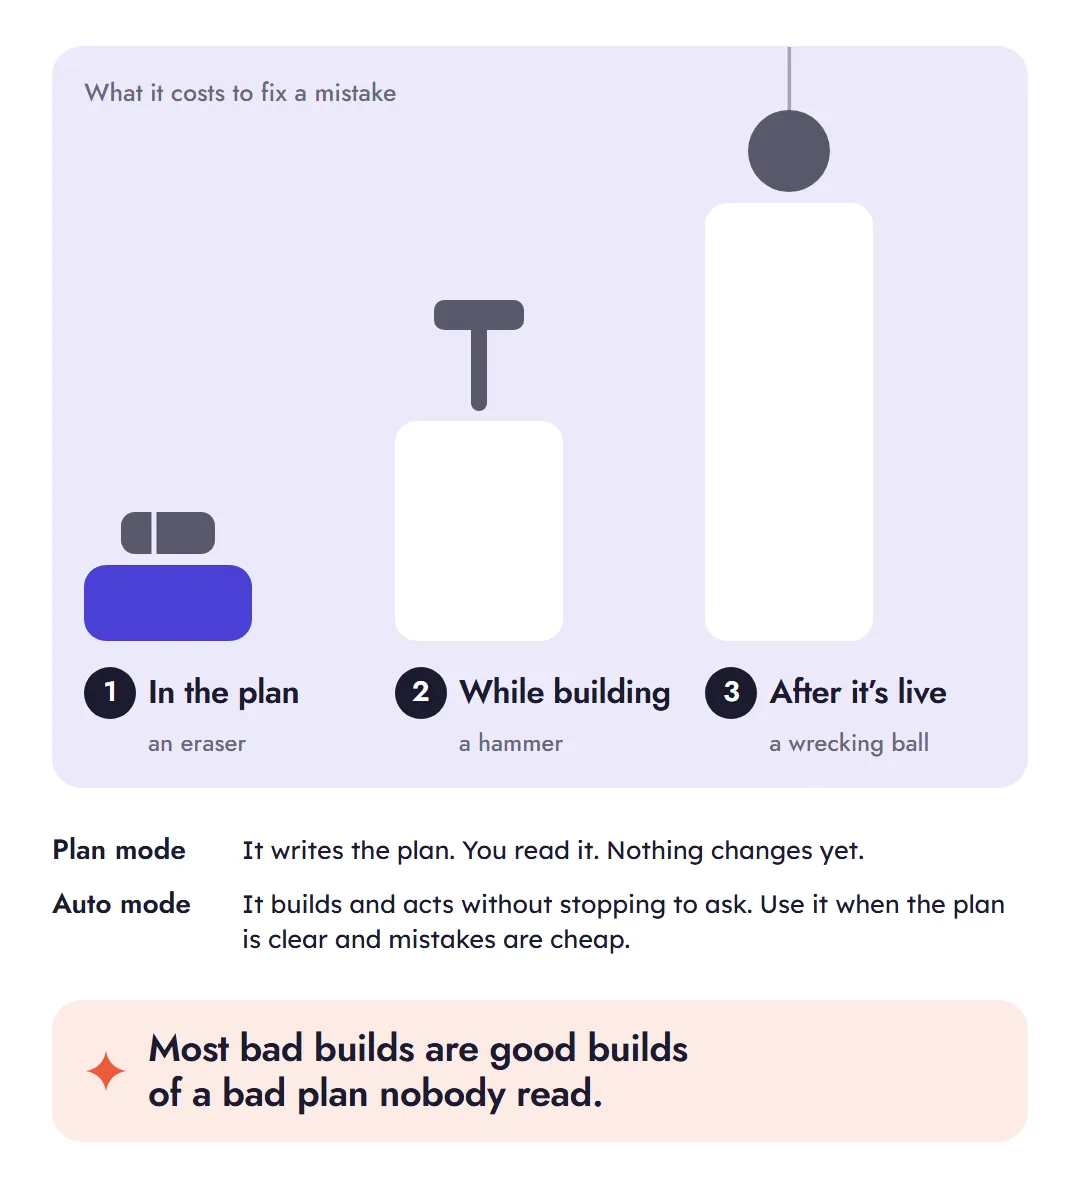 What it costs to fix a mistake
1 In the plan
an eraser
2 While building
a hammer
3 After it's live
a wrecking ball
Plan mode It writes the plan. You read it. Nothing changes yet.
Auto mode It builds and acts without stopping to ask. Use it when the plan
is clear and mistakes are cheap.
Most bad builds are good builds
of a bad plan nobody read.